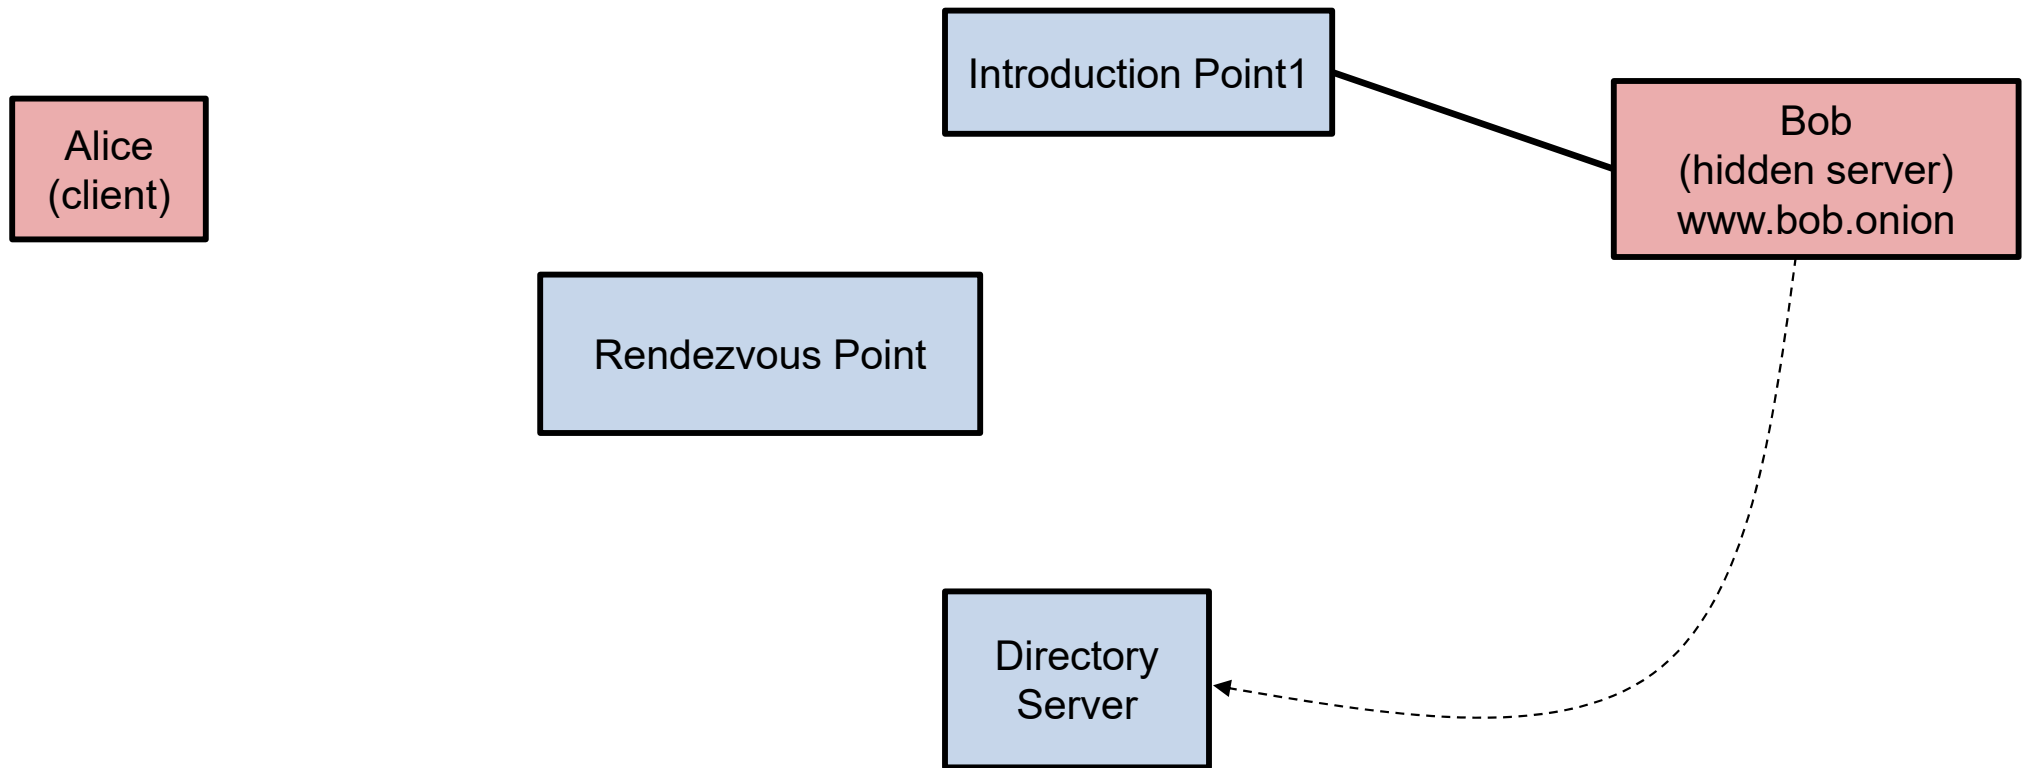 Introduction Point1
Alice
(client)
Bob
(hidden server)
www.bob.onion
Rendezvous Point
Directory
Server